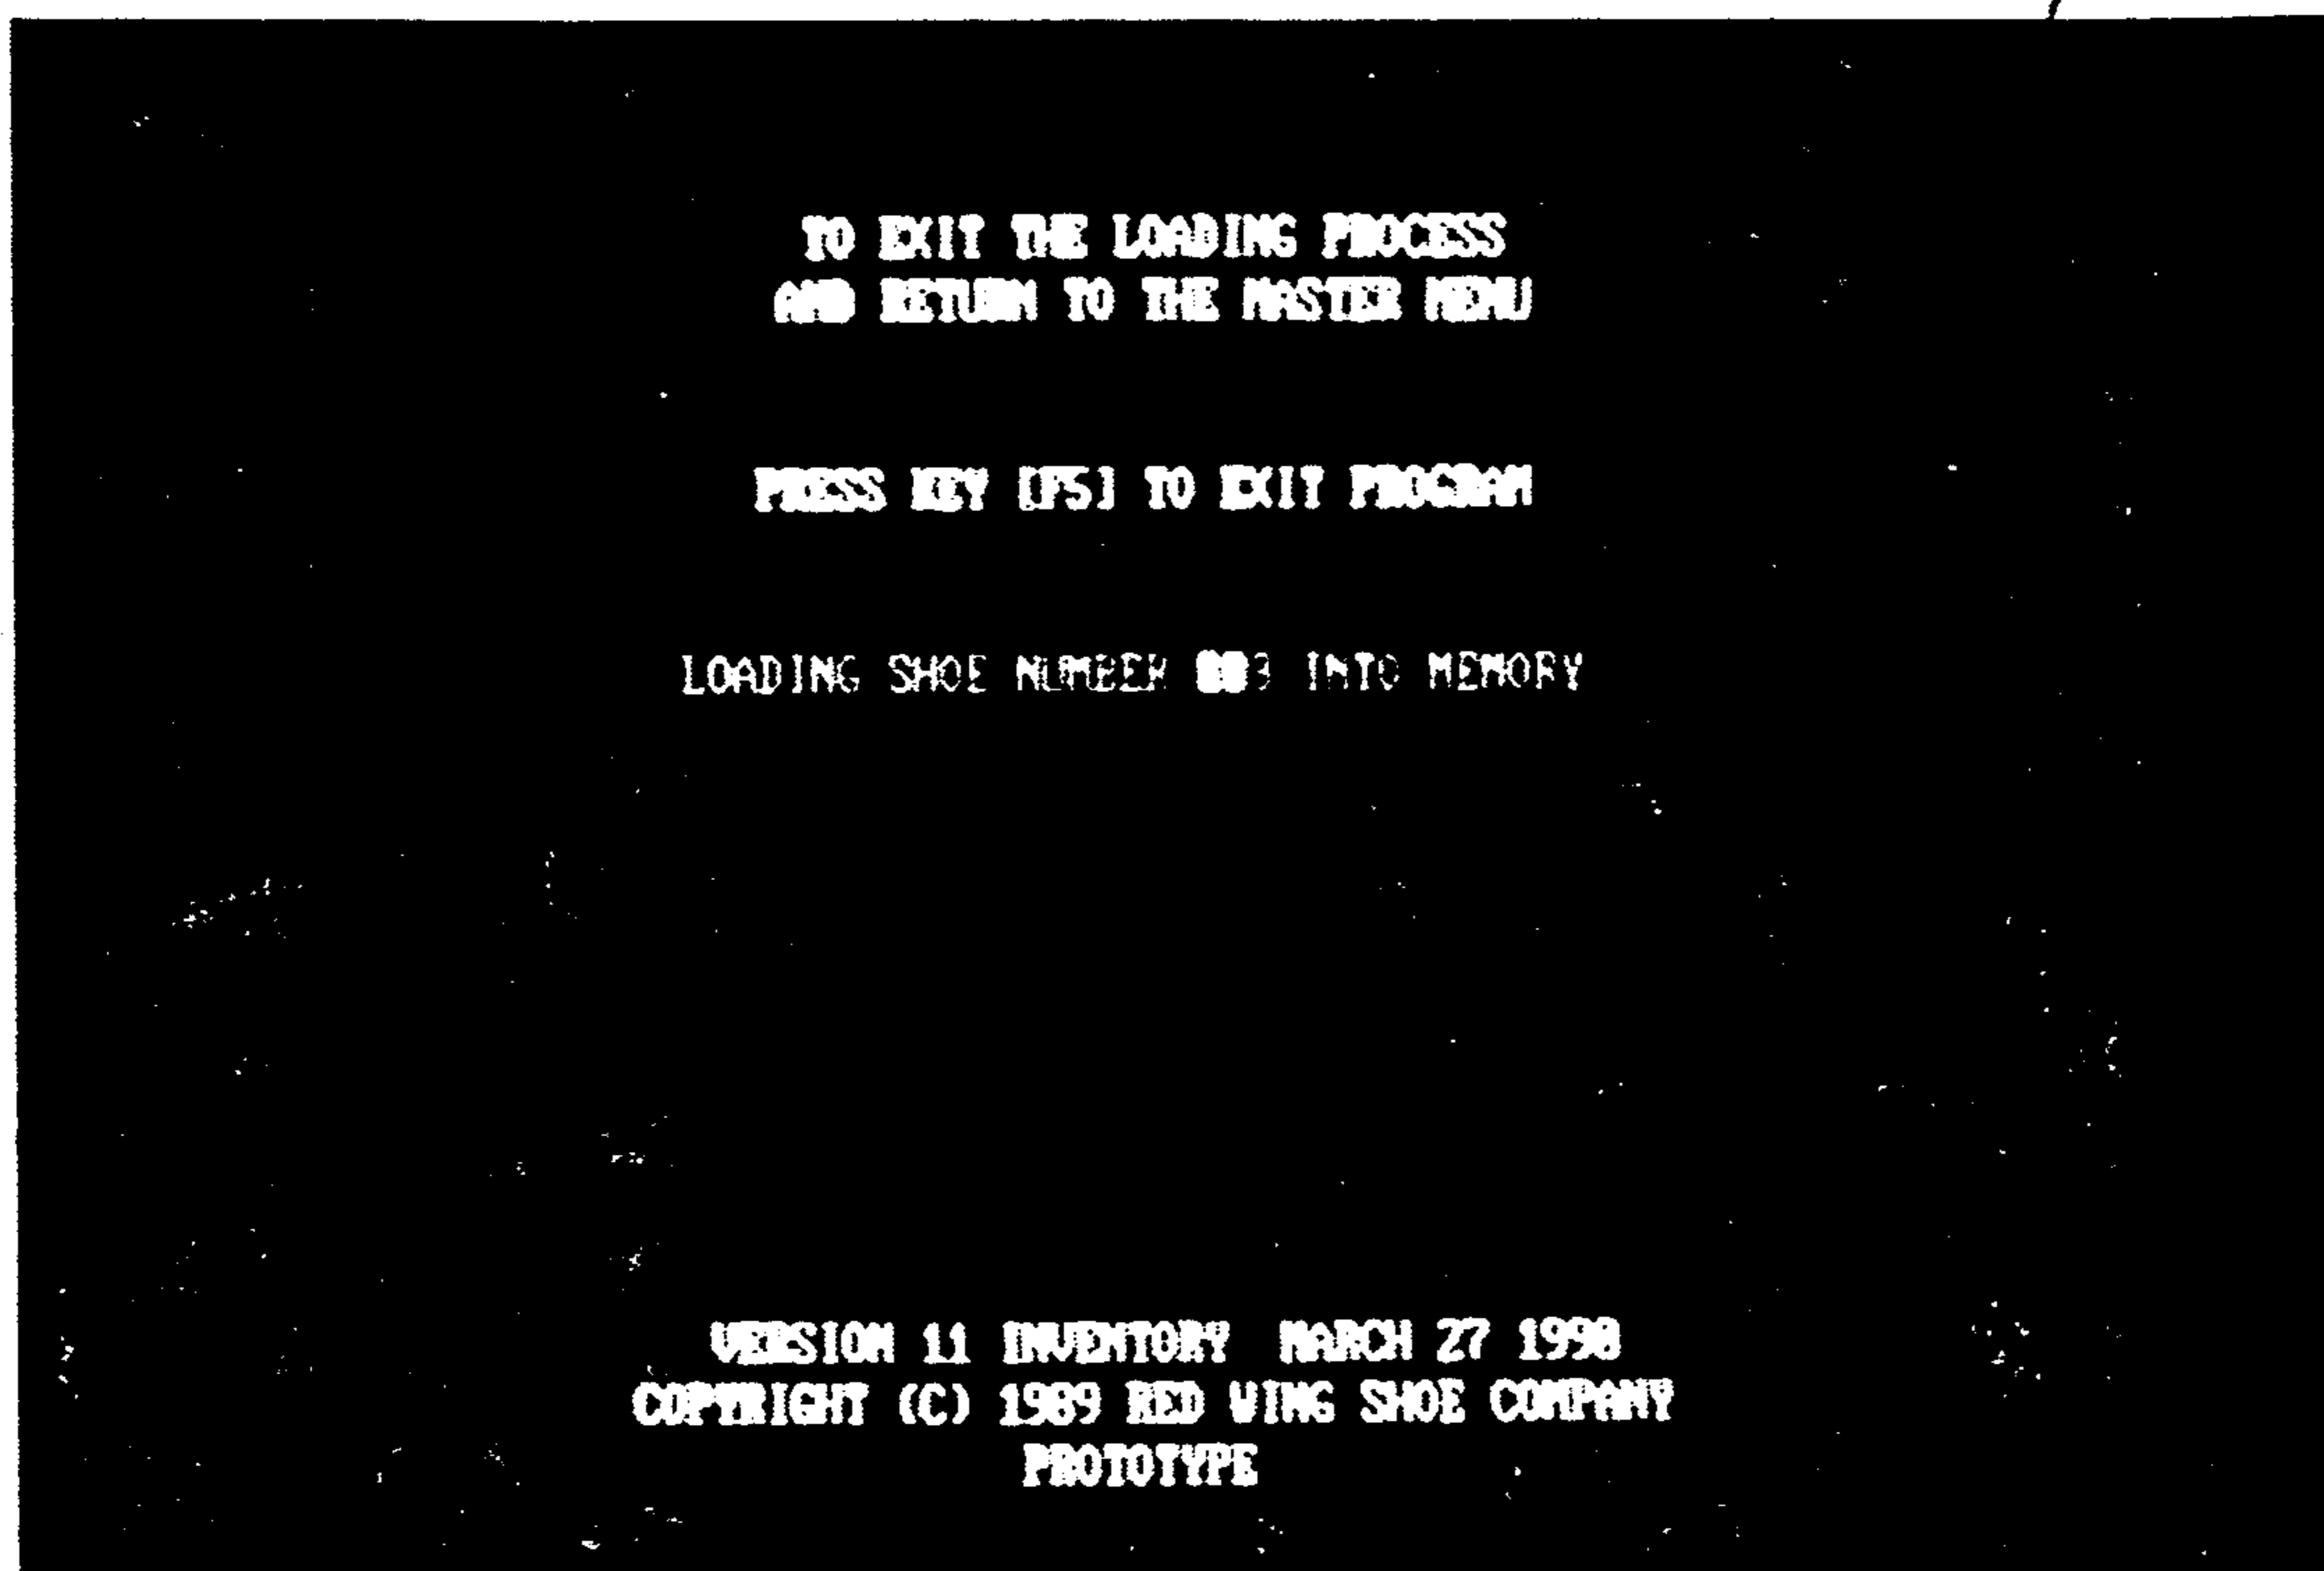 TO EXIT THE LOADING PROCESS
AND RETURN TO THE MASTER MENU
PRESS KEY [F5] TO EXIT PROGRAM
LOADING SHOE NUMBER INTO MEMORY
VERSION 11 INVENTORY MARCH 27
COPYRIGHT (C) 1989 RED WING SHOE COMPANY
PROTOTYPE